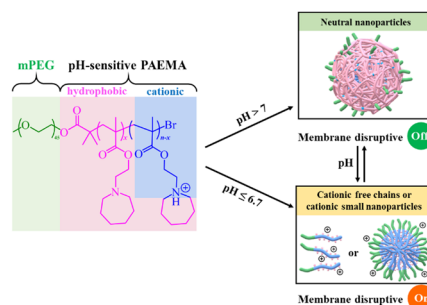 mPEG pH-sensitive PAEMA
hydrophobic cationic
O
m
O
O
x
n-x
Br
O
O
O
O
N
N
H
+
pH > 7
pH ≤ 6.7
Neutral nanoparticles
Membrane disruptive Off
pH
Cationic free chains or
cationic small nanoparticles
or
Membrane disruptive On